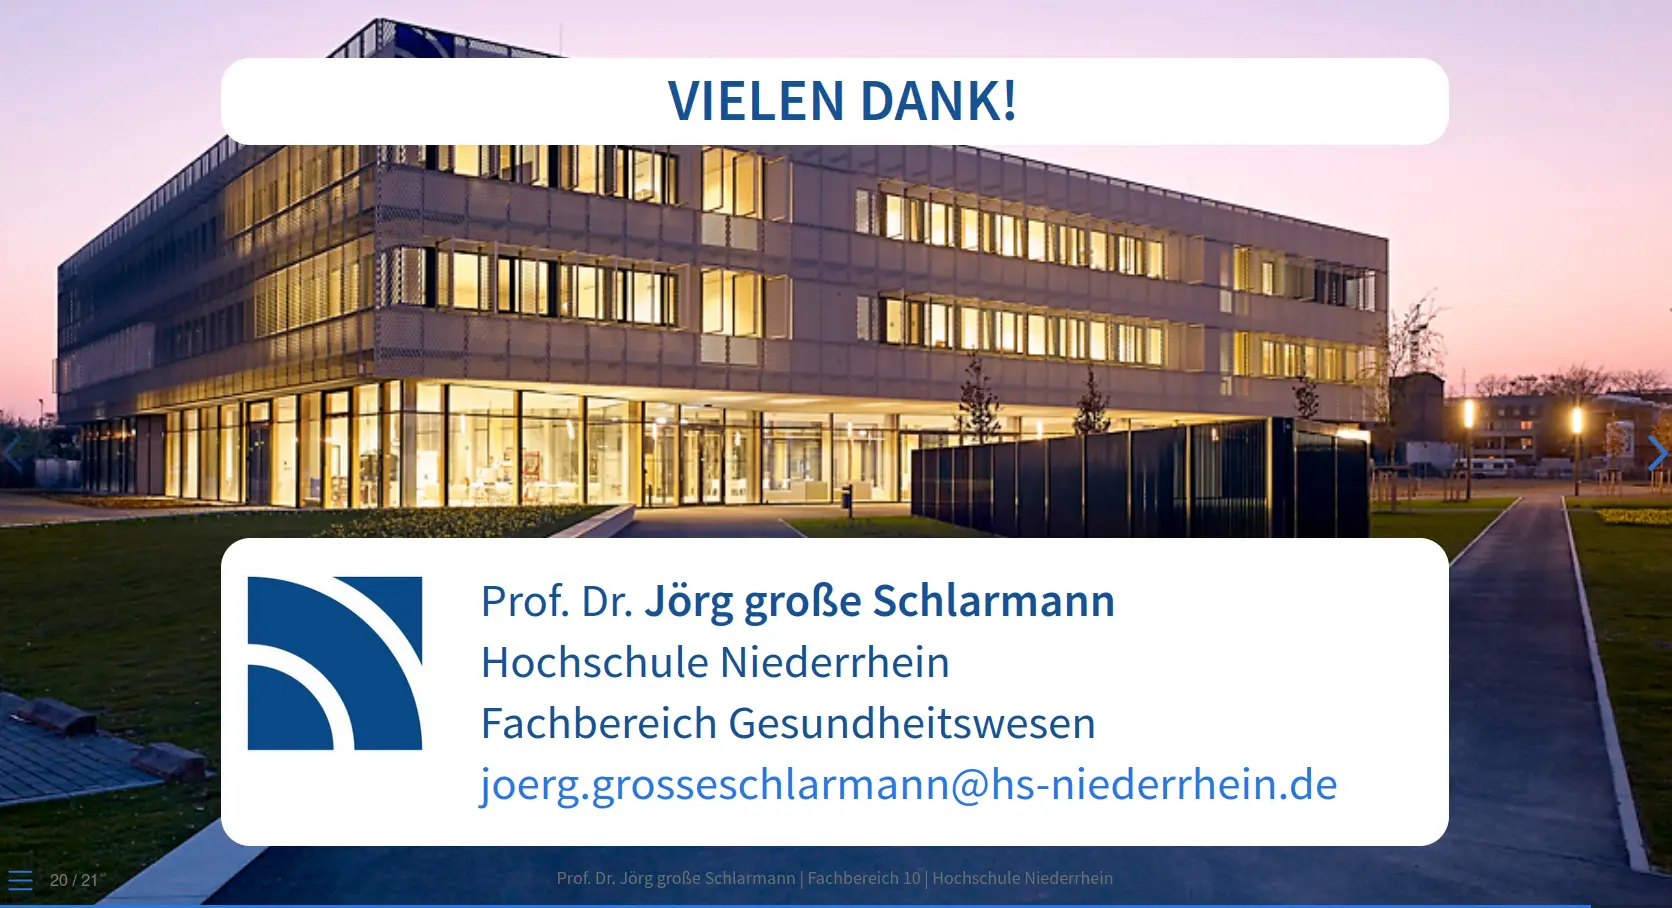 VIELEN DANK!
Prof. Dr. Jörg große Schlarmann
Hochschule Niederrhein
Fachbereich Gesundheitswesen
joerg.grosseschlarmann@hs-niederrhein.de
20 / 21
Prof. Dr. Jörg große Schlarmann | Fachbereich 10 | Hochschule Niederrhein